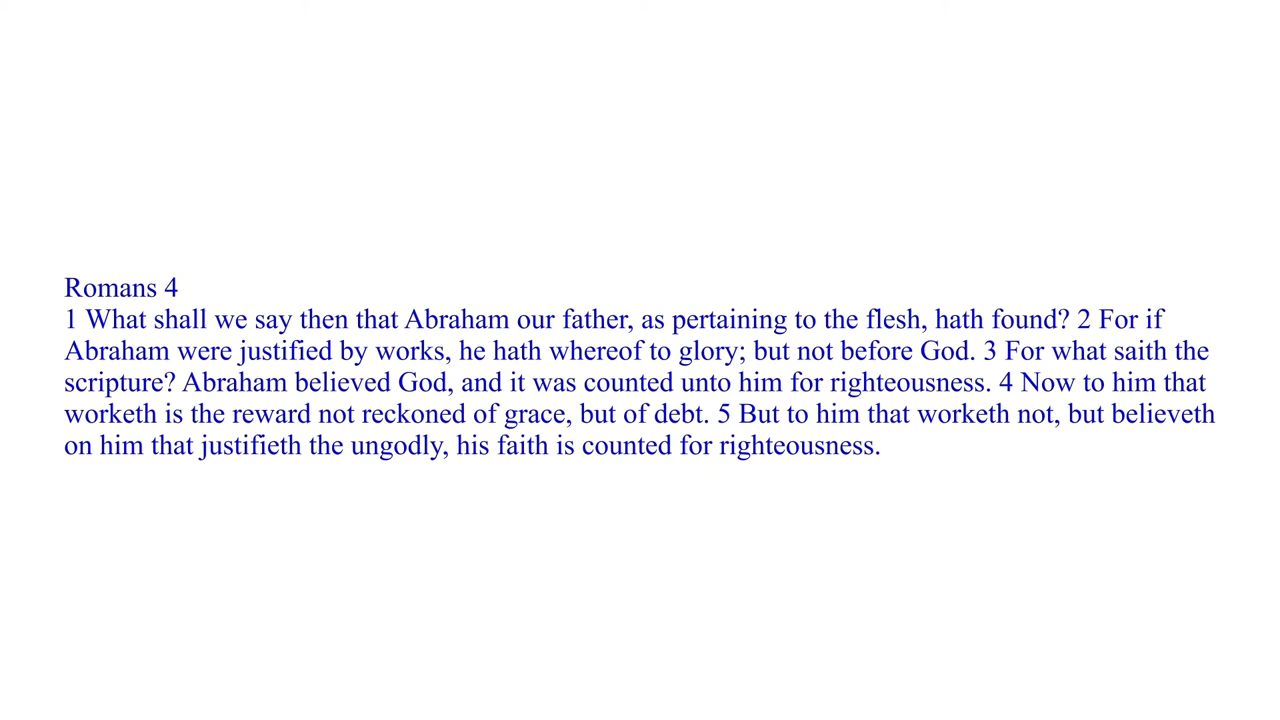 Romans 4
1 What shall we say then that Abraham our father, as pertaining to the flesh, hath found? 2 For if
Abraham were justified by works, he hath whereof to glory; but not before God. 3 For what saith the
scripture? Abraham believed God, and it was counted unto him for righteousness. 4 Now to him that
worketh is the reward not reckoned of grace, but of debt. 5 But to him that worketh not, but believeth
on him that justifieth the ungodly, his faith is counted for righteousness.